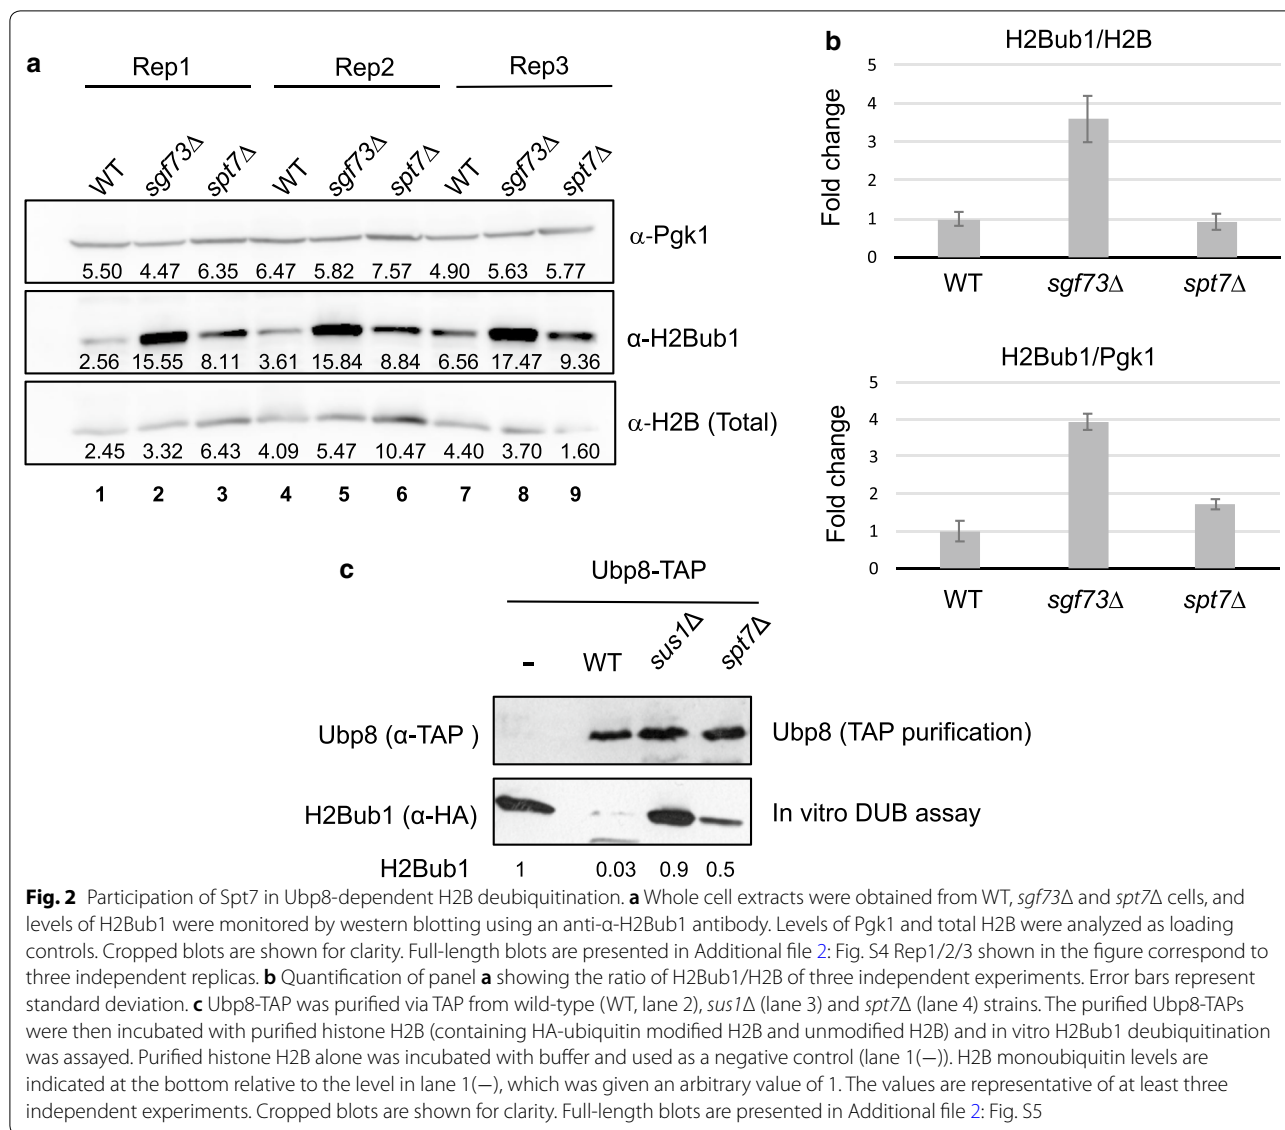 a
Rep1 Rep2 Rep3
WT sgf73Δ spt7Δ WT sgf73Δ spt7Δ WT sgf73Δ spt7Δ
α-Pgk1
5.50 4.47 6.35 6.47 5.82 7.57 4.90 5.63 5.77
α-H2Bub1
2.56 15.55 8.11 3.61 15.84 8.84 6.56 17.47 9.36
α-H2B (Total)
2.45 3.32 6.43 4.09 5.47 10.47 4.40 3.70 1.60
1 2 3 4 5 6 7 8 9
b
H2Bub1/H2B
Fold change
5
4
3
2
1
0
WT sgf73Δ spt7Δ
H2Bub1/Pgk1
Fold change
5
4
3
2
1
0
WT sgf73Δ spt7Δ
c
Ubp8-TAP
- WT sus1Δ spt7Δ
Ubp8 (α-TAP ) Ubp8 (TAP purification)
H2Bub1 (α-HA) In vitro DUB assay
H2Bub1 1 0.03 0.9 0.5
Fig. 2 Participation of Spt7 in Ubp8-dependent H2B deubiquitination. a Whole cell extracts were obtained from WT, sgf73Δ and spt7Δ cells, and
levels of H2Bub1 were monitored by western blotting using an anti-α-H2Bub1 antibody. Levels of Pgk1 and total H2B were analyzed as loading
controls. Cropped blots are shown for clarity. Full-length blots are presented in Additional file 2: Fig. S4 Rep1/2/3 shown in the figure correspond to
three independent replicas. b Quantification of panel a showing the ratio of H2Bub1/H2B of three independent experiments. Error bars represent
standard deviation. c Ubp8-TAP was purified via TAP from wild-type (WT, lane 2), sus1Δ (lane 3) and spt7Δ (lane 4) strains. The purified Ubp8-TAPs
were then incubated with purified histone H2B (containing HA-ubiquitin modified H2B and unmodified H2B) and in vitro H2Bub1 deubiquitination
was assayed. Purified histone H2B alone was incubated with buffer and used as a negative control (lane 1(−)). H2B monoubiquitin levels are
indicated at the bottom relative to the level in lane 1(−), which was given an arbitrary value of 1. The values are representative of at least three
independent experiments. Cropped blots are shown for clarity. Full-length blots are presented in Additional file 2: Fig. S5